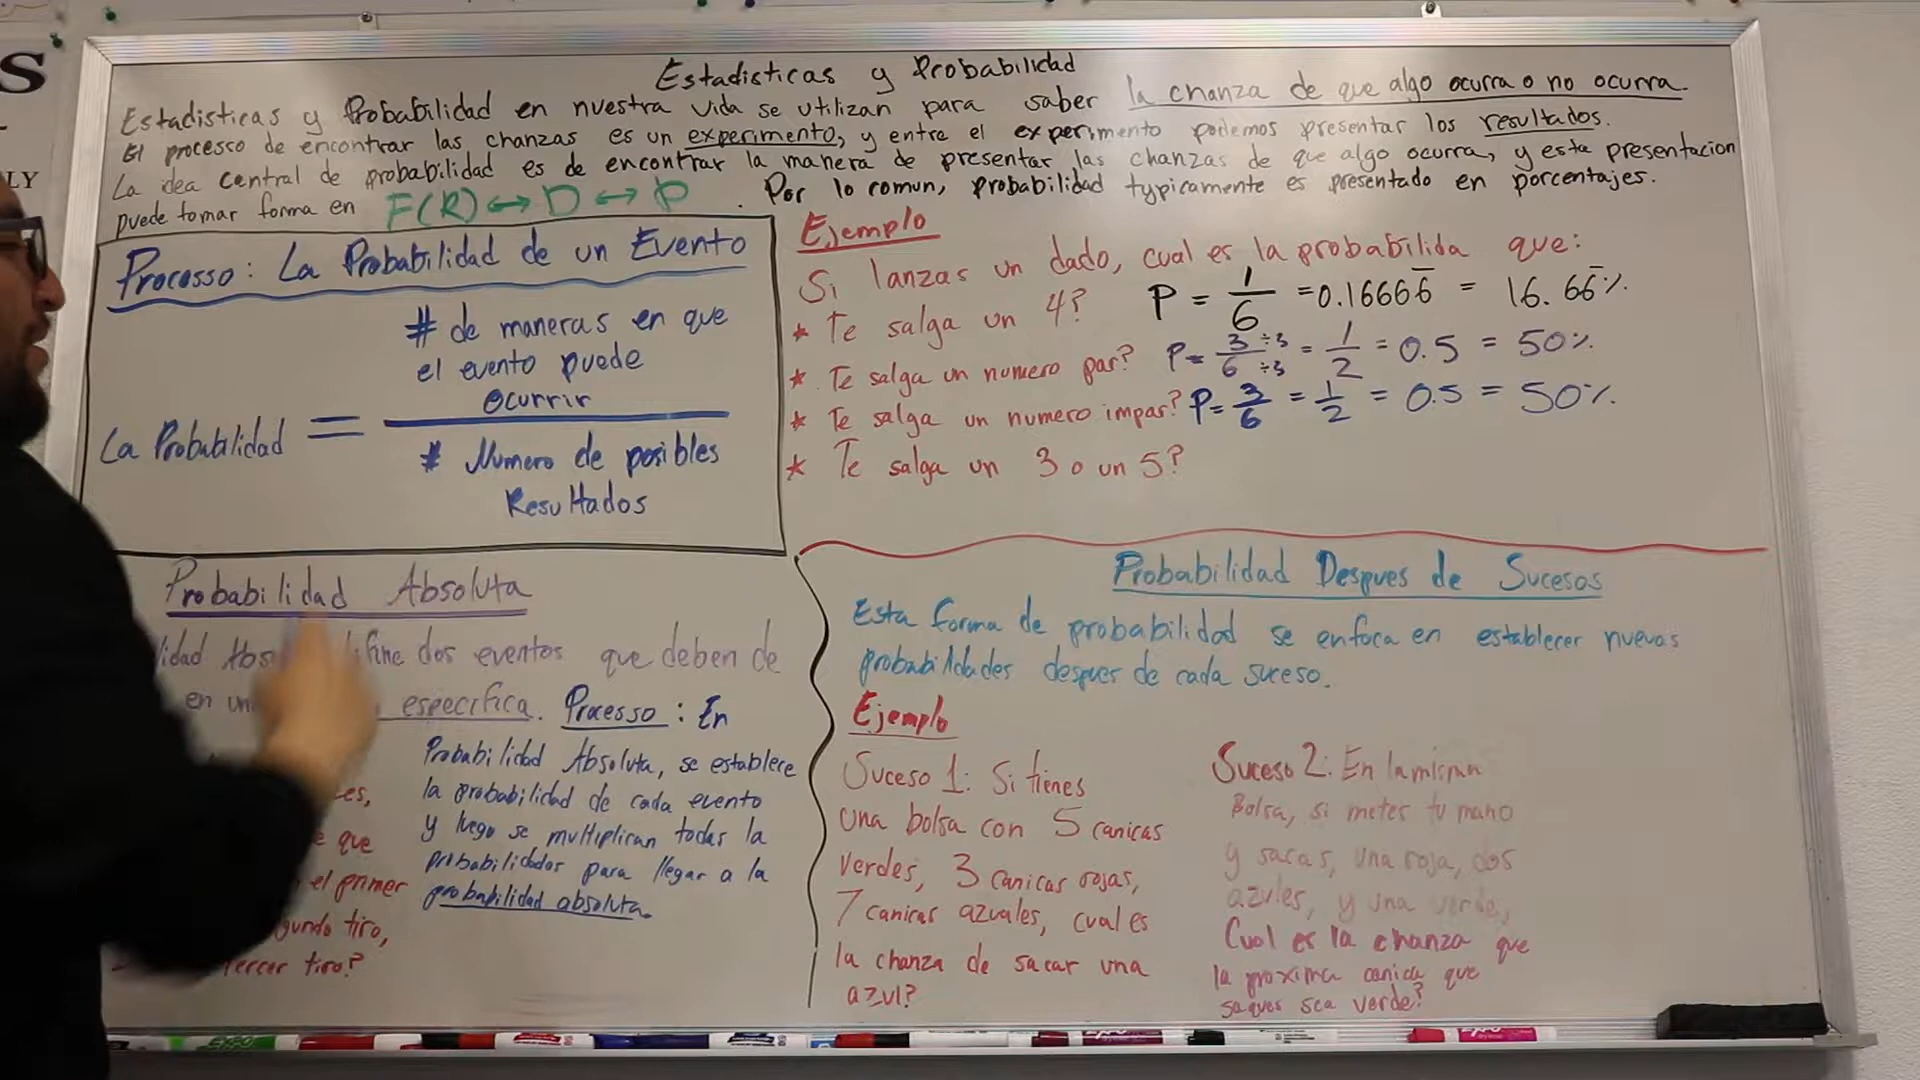 S
LY
Estadisticas y Probabilidad
Estadisticas y Probabilidad en nuestra vida se utilizan para saber la chanza de que algo ocurra o no ocurra.
El processo de encontrar las chanzas es un experimento, y entre el experimento podemos presentar los resultados.
La idea central de probabilidad es de encontrar la manera de presentar las chanzas de que algo ocurra, y esta presentacion
puede tomar forma en F(R) ↔ D ↔ p . Por lo comun, probabilidad typicamente es presentado en porcentajes.
Processo: La Probabilidad de un Evento
# de maneras en que
el evento puede
Ocurrir
La Probabilidad =
# Numero de posibles
Resultados
Ejemplo
Si lanzas un dado, cual es la probabilida que:
* Te salga un 4? P = 1/6 = 0.16666̅ = 16.66̅%.
* Te salga un numero par? P = 3÷3/6÷3 = 1/2 = 0.5 = 50%.
* Te salga un numero impar? P = 3/6 = 1/2 = 0.5 = 50%.
* Te salga un 3 o un 5?
Probabilidad Absoluta
idad Abs fine dos eventos que deben de
en un especifica. Processo: En
Probabilidad Absoluta, se establece
la probabilidad de cada evento
y luego se multiplican todas la
probabilidades para llegar a la
probabilidad absoluta.
es,
e que
el primer
gundo tiro,
tercer tiro?
Probabilidad Despues de Sucesos
Esta forma de probabilidad se enfoca en establecer nuevas
probabilidades despues de cada suceso.
Ejemplo
Suceso 1: Si tienes
una bolsa con 5 canicas
verdes, 3 canicas rojas,
7 canicas azuales, cual es
la chanza de sacar una
azul?
Suceso 2: En la misma
Bolsa, si metes tu mano
y sacas, una roja, dos
azules, y una verde,
Cual es la chanza que
la proxima canica que
saques sea verde?
EXPO